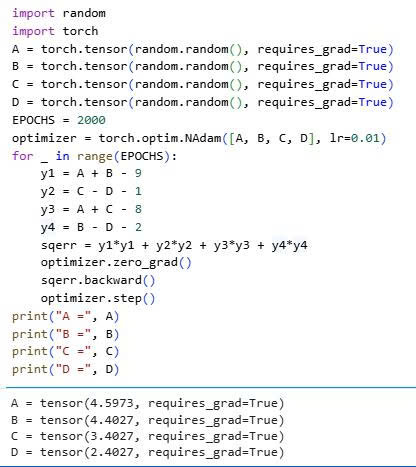 import random
import torch
A = torch.tensor(random.random(), requires_grad=True)
B = torch.tensor(random.random(), requires_grad=True)
C = torch.tensor(random.random(), requires_grad=True)
D = torch.tensor(random.random(), requires_grad=True)
EPOCHS = 2000
optimizer = torch.optim.NAdam([A, B, C, D], lr=0.01)
for _ in range(EPOCHS):
    y1 = A + B - 9
    y2 = C - D - 1
    y3 = A + C - 8
    y4 = B - D - 2
    sqerr = y1*y1 + y2*y2 + y3*y3 + y4*y4
    optimizer.zero_grad()
    sqerr.backward()
    optimizer.step()
print("A =", A)
print("B =", B)
print("C =", C)
print("D =", D)
A = tensor(4.5973, requires_grad=True)
B = tensor(4.4027, requires_grad=True)
C = tensor(3.4027, requires_grad=True)
D = tensor(2.4027, requires_grad=True)